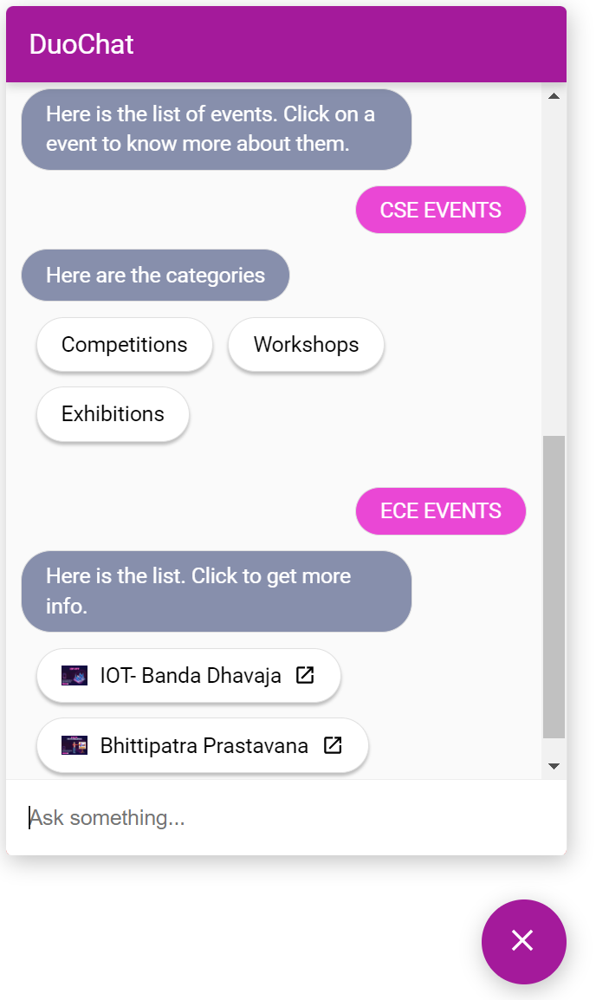 DuoChat
Here is the list of events. Click on a
event to know more about them.
CSE EVENTS
Here are the categories
Competitions
Workshops
Exhibitions
ECE EVENTS
Here is the list. Click to get more
info.
IOT- Banda Dhavaja
Bhittipatra Prastavana
Ask something...